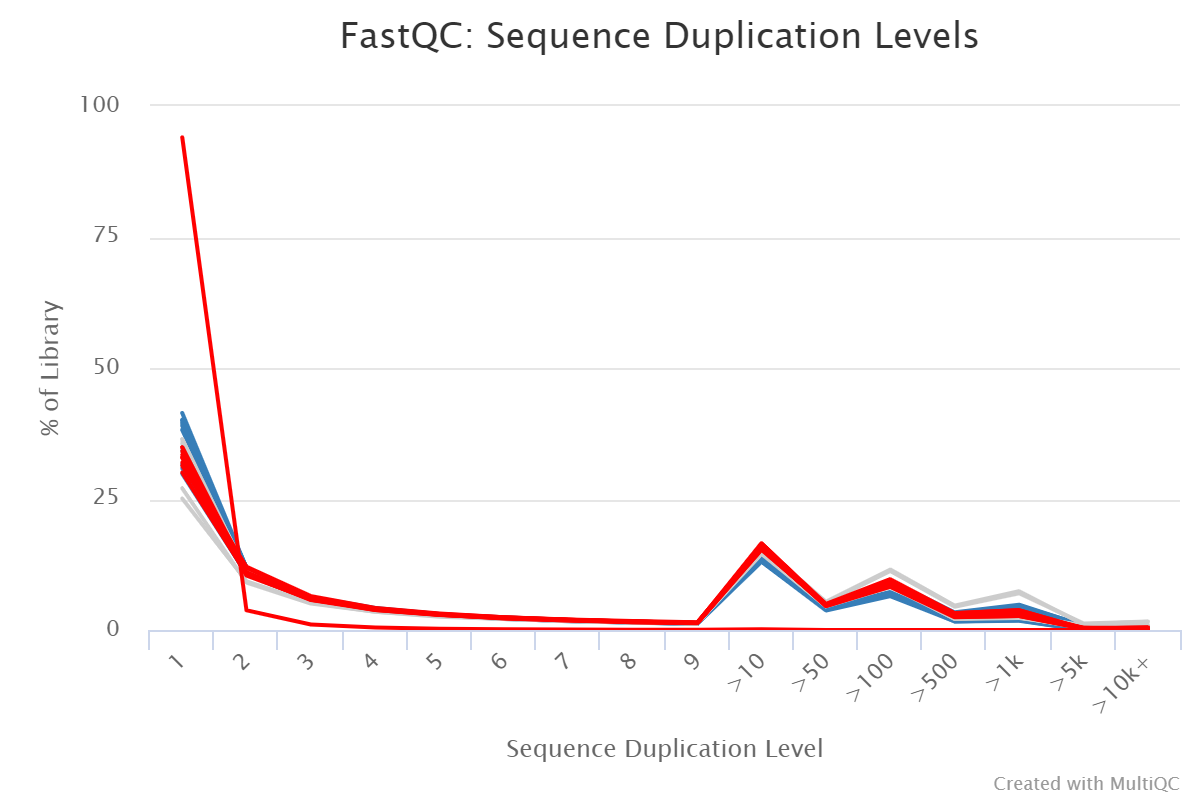 FastQC: Sequence Duplication Levels
100
75
50
25
0
% of Library
1
2
3
4
5
6
7
8
9
>10
>50
>100
>500
>1k
>5k
>10k+
Sequence Duplication Level
Created with MultiQC